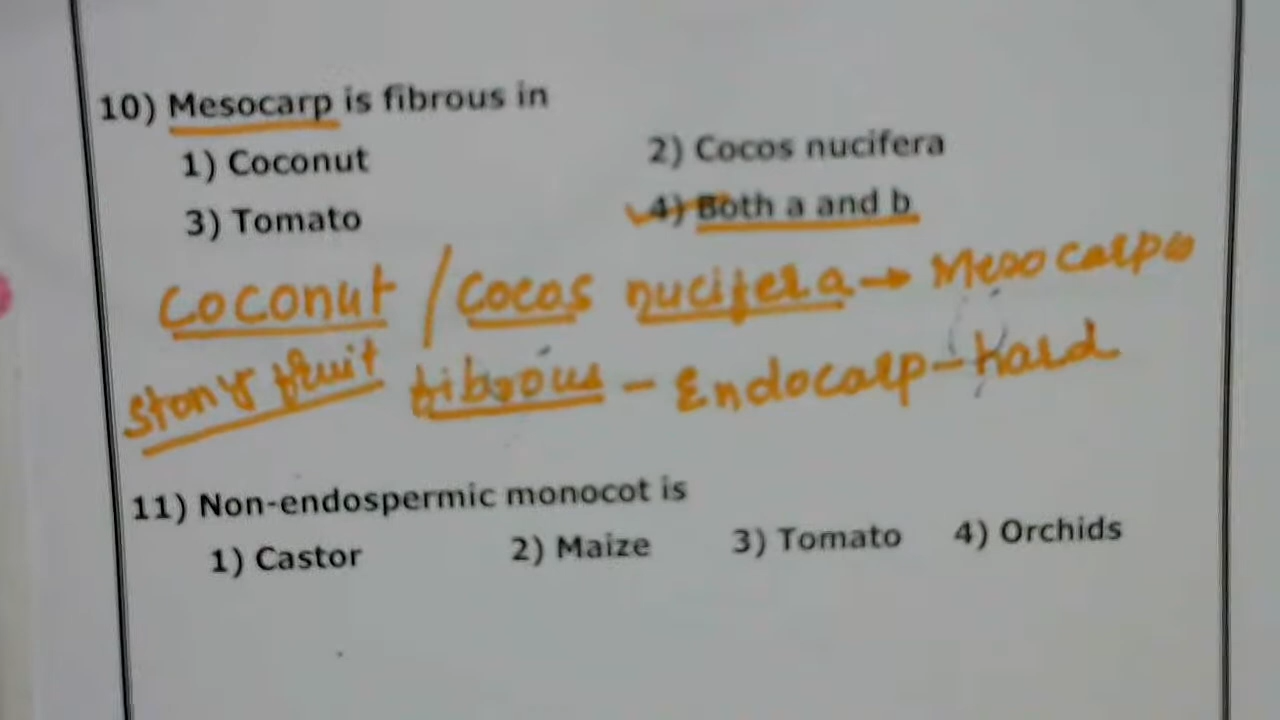 10) Mesocarp is fibrous in
1) Coconut 2) Cocos nucifera
3) Tomato 4) Both a and b
Coconut / Cocos nucifera → Mesocarp
Stony fruit fibrous - Endocarp - hard
11) Non-endospermic monocot is
1) Castor 2) Maize 3) Tomato 4) Orchids